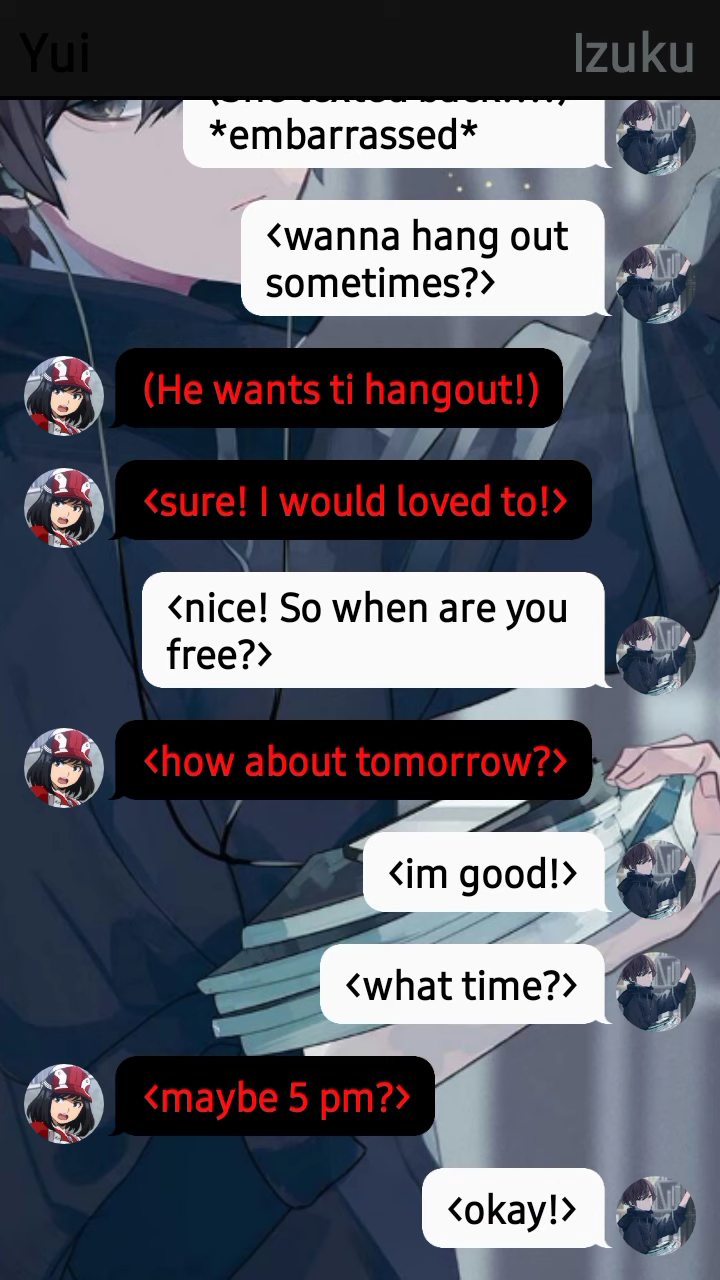 Yui
Izuku
*embarrassed*
<wanna hang out
sometimes?>
(He wants ti hangout!)
<sure! I would loved to!>
<nice! So when are you
free?>
<how about tomorrow?>
<im good!>
<what time?>
<maybe 5 pm?>
<okay!>